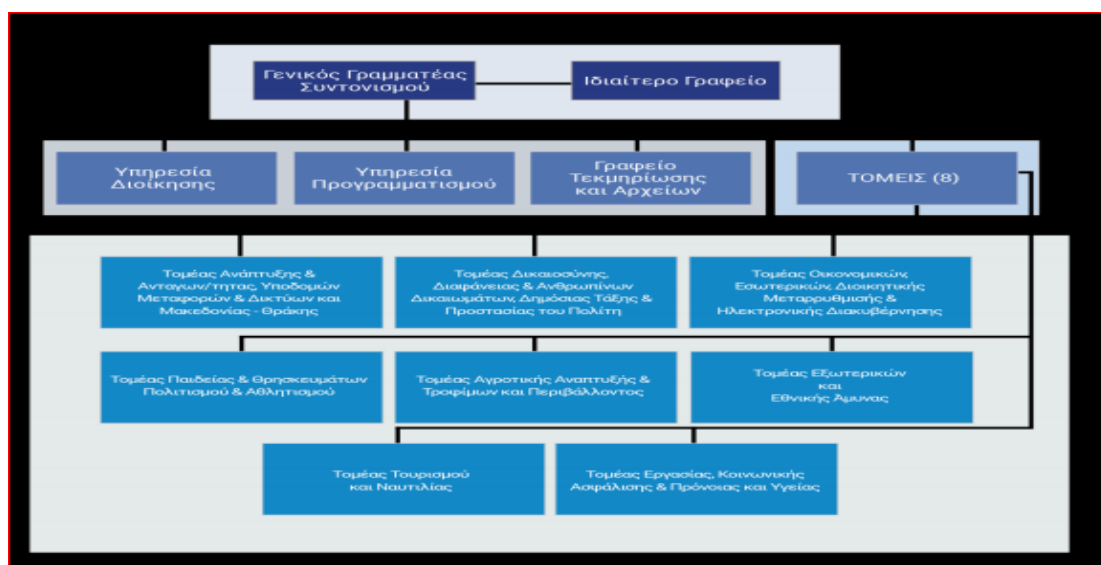 Γενικός Γραμματέας
Συντονισμού
Ιδιαίτερο Γραφείο
Υπηρεσία
Διοίκησης
Υπηρεσία
Προγραμματισμού
Γραφείο
Τεκμηρίωσης
και Αρχείων
ΤΟΜΕΙΣ (8)
Τομέας Ανάπτυξης &
Ανταγων/τητας, Υποδομών
Μεταφορών & Δικτύων και
Μακεδονίας - Θράκης
Τομέας Δικαιοσύνης,
Διαφάνειας & Ανθρωπίνων
Δικαιωμάτων, Δημόσιας Τάξης &
Προστασίας του Πολίτη
Τομέας Οικονομικών,
Εσωτερικών, Διοικητικής
Μεταρρυθμισής &
Ηλεκτρονικής Διακυβέρνησης
Τομέας Παιδείας & Θρησκευμάτων
Πολιτισμού & Αθλητισμού
Τομέας Αγροτικής Αναπτυξής &
Τροφίμων και Περιβάλλοντος
Τομέας Εξωτερικών
και
Εθνικής Άμυνας
Τομέας Τουρισμού
και Ναυτιλίας
Τομέας Εργασίας, Κοινωνικής
Ασφάλισης & Πρόνοιας και Υγείας